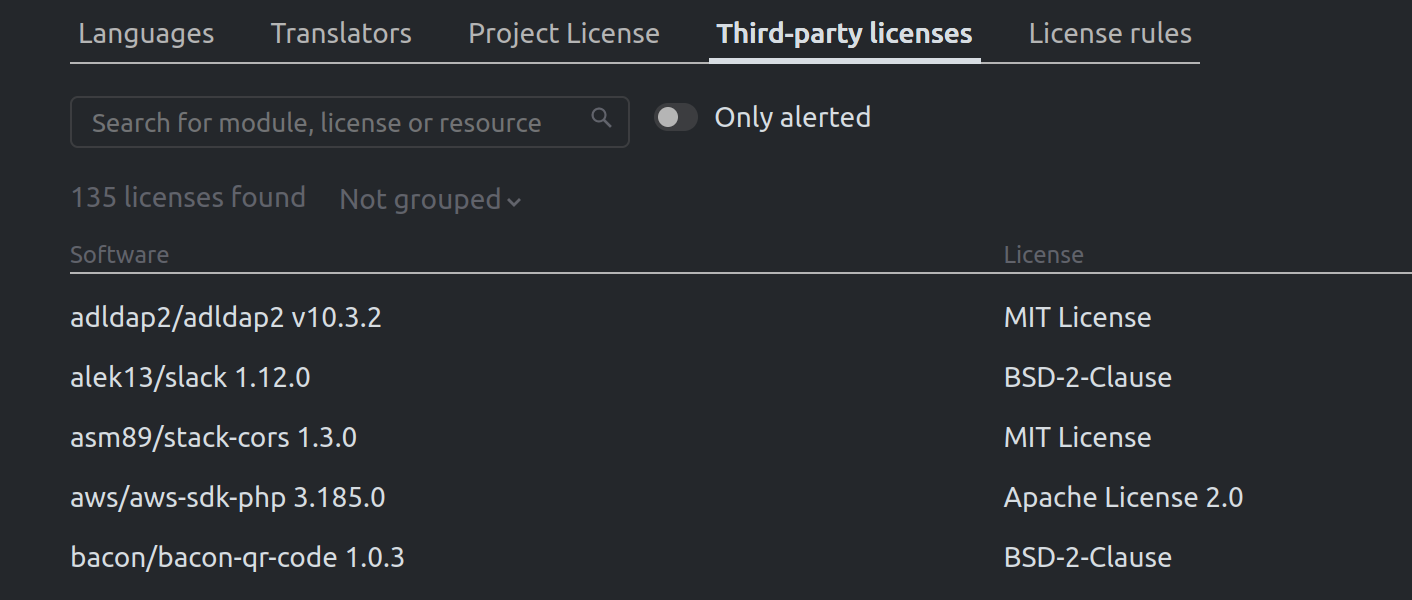 Languages Translators Project License Third-party licenses License rules
Search for module, license or resource Only alerted
135 licenses found Not grouped
Software License
adldap2/adldap2 v10.3.2 MIT License
alek13/slack 1.12.0 BSD-2-Clause
asm89/stack-cors 1.3.0 MIT License
aws/aws-sdk-php 3.185.0 Apache License 2.0
bacon/bacon-qr-code 1.0.3 BSD-2-Clause